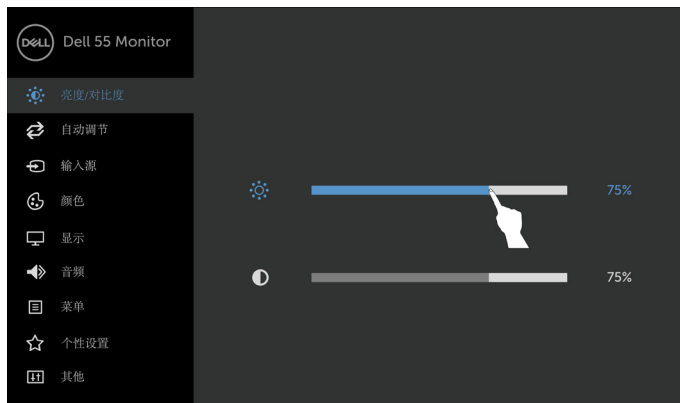 DELL
Dell 55 Monitor
亮度/对比度
自动调节
输入源
颜色
显示
音频
菜单
个性设置
其他
75%
75%